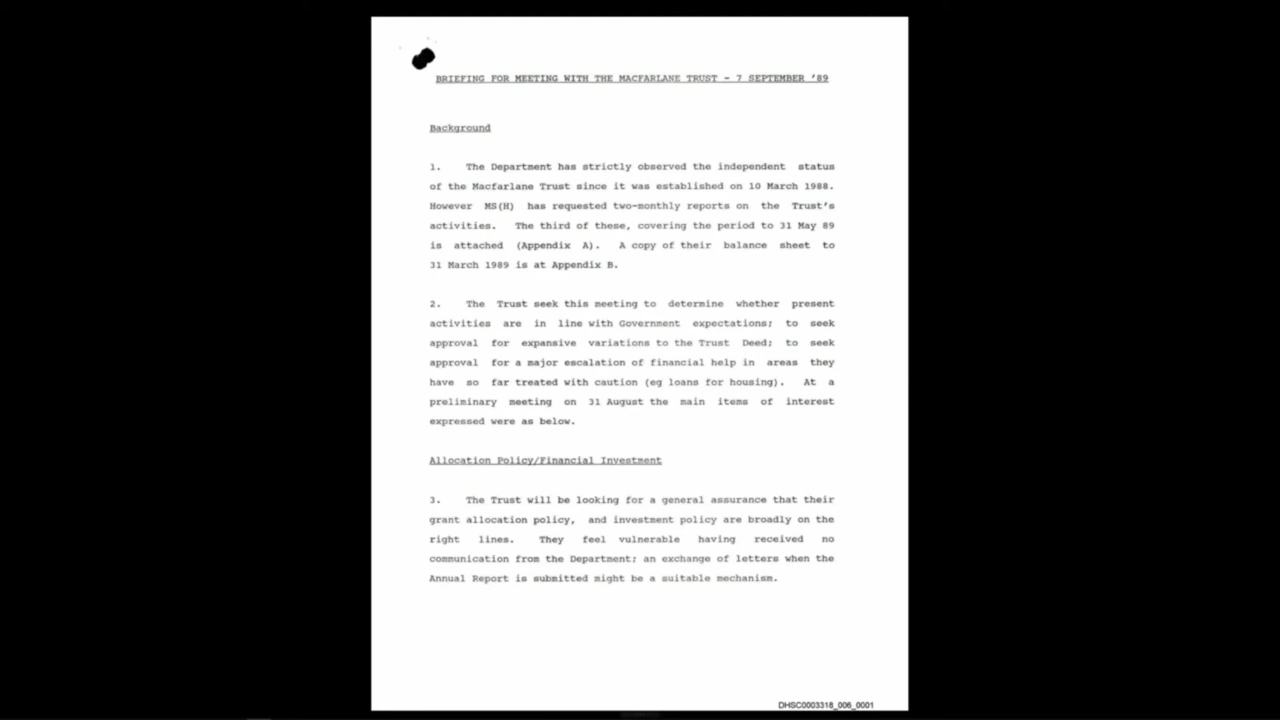 BRIEFING FOR MEETING WITH THE MACFARLANE TRUST - 7 SEPTEMBER '89
Background
1. The Department has strictly observed the independent status
of the Macfarlane Trust since it was established on 10 March 1988.
However MS(H) has requested two-monthly reports on the Trust's
activities. The third of these, covering the period to 31 May 89
is attached (Appendix A). A copy of their balance sheet to
31 March 1989 is at Appendix B.
2. The Trust seek this meeting to determine whether present
activities are in line with Government expectations; to seek
approval for expansive variations to the Trust Deed; to seek
approval for a major escalation of financial help in areas they
have so far treated with caution (eg loans for housing). At a
preliminary meeting on 31 August the main items of interest
expressed were as below.
Allocation Policy/Financial Investment
3. The Trust will be looking for a general assurance that their
grant allocation policy, and investment policy are broadly on the
right lines. They feel vulnerable having received no
communication from the Department; an exchange of letters when the
Annual Report is submitted might be a suitable mechanism.
DHSC0003318_006_0001